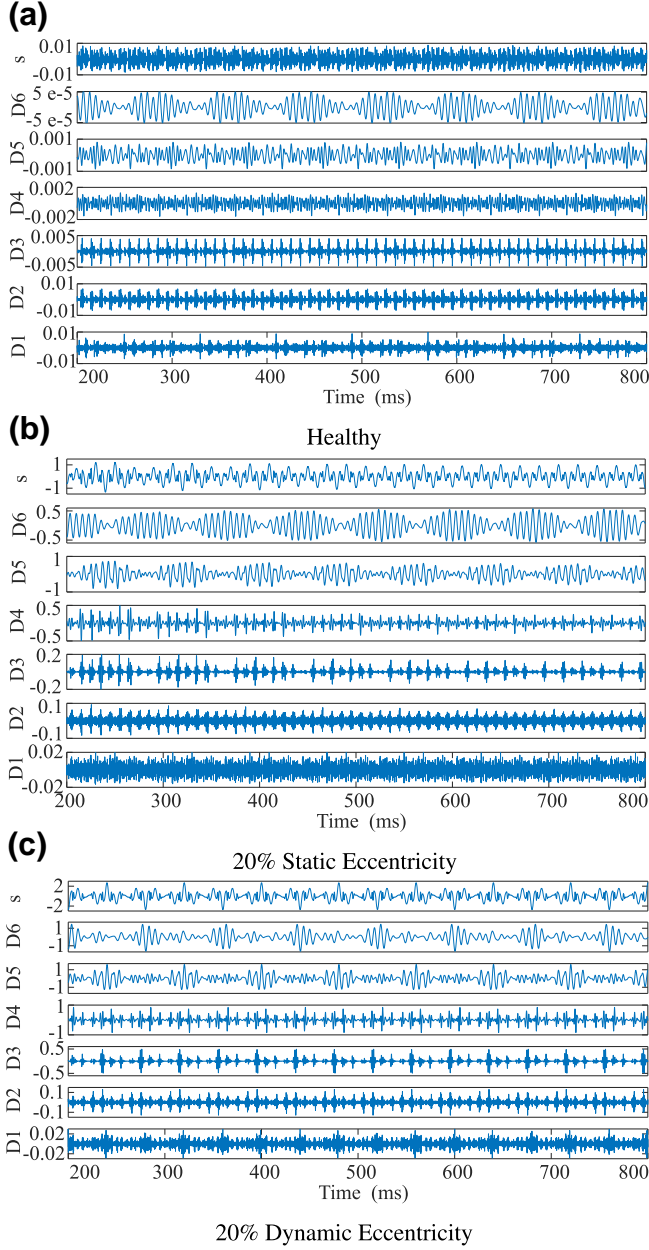 (a)
s
0.01
-0.01
D6
5 e-5
-5 e-5
D5
0.001
-0.001
D4
0.002
-0.002
D3
0.005
-0.005
D2
0.01
-0.01
D1
0.01
-0.01
200 300 400 500 600 700 800
Time (ms)
Healthy
(b)
s
1
-1
D6
0.5
-0.5
D5
1
-1
D4
0.5
-0.5
D3
0.2
-0.2
D2
0.1
-0.1
D1
0.02
-0.02
200 300 400 500 600 700 800
Time (ms)
20% Static Eccentricity
(c)
s
2
-2
D6
1
-1
D5
1
-1
D4
1
-1
D3
0.5
-0.5
D2
0.1
-0.1
D1
0.02
-0.02
200 300 400 500 600 700 800
Time (ms)
20% Dynamic Eccentricity